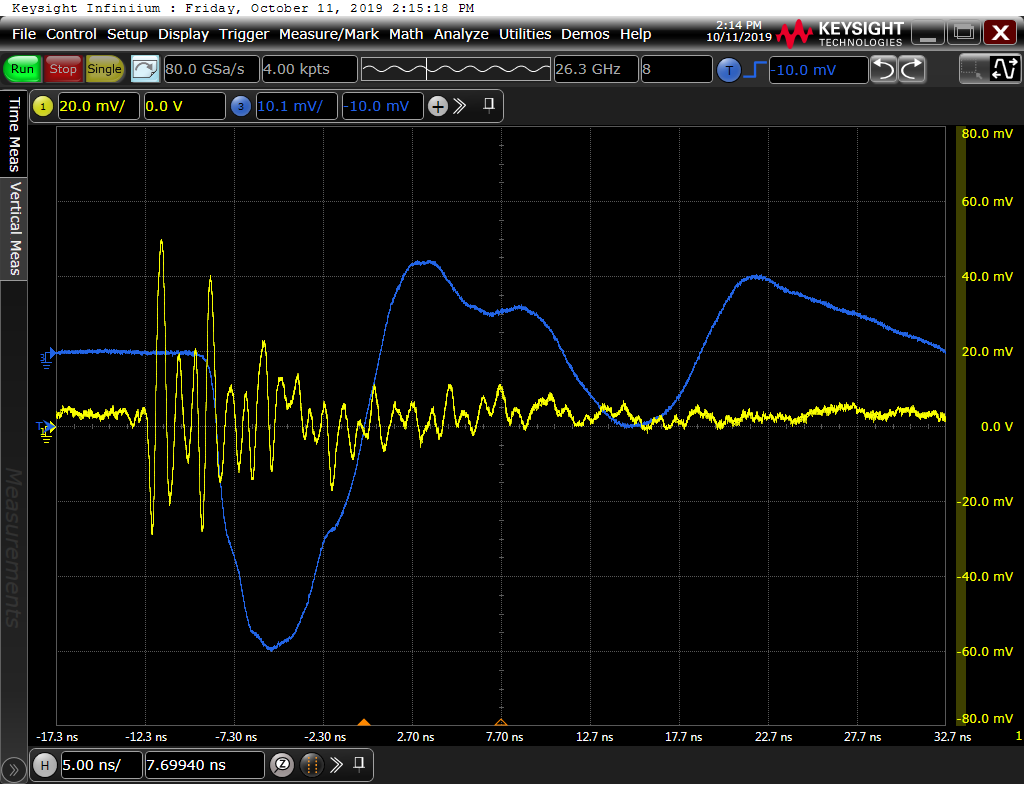 Keysight Infiniium : Friday, October 11, 2019 2:15:18 PM
File Control Setup Display Trigger Measure/Mark Math Analyze Utilities Demos Help
2:14 PM
10/11/2019
KEYSIGHT
TECHNOLOGIES
Run Stop Single 80.0 GSa/s 4.00 kpts 26.3 GHz 8 T -10.0 mV
1 20.0 mV/ 0.0 V 3 10.1 mV/ -10.0 mV
Time Meas
Vertical Meas
Measurements
80.0 mV
60.0 mV
40.0 mV
20.0 mV
0.0 V
-20.0 mV
-40.0 mV
-60.0 mV
-80.0 mV
T
-17.3 ns -12.3 ns -7.30 ns -2.30 ns 2.70 ns 7.70 ns 12.7 ns 17.7 ns 22.7 ns 27.7 ns 32.7 ns 1
H 5.00 ns/ 7.69940 ns Z